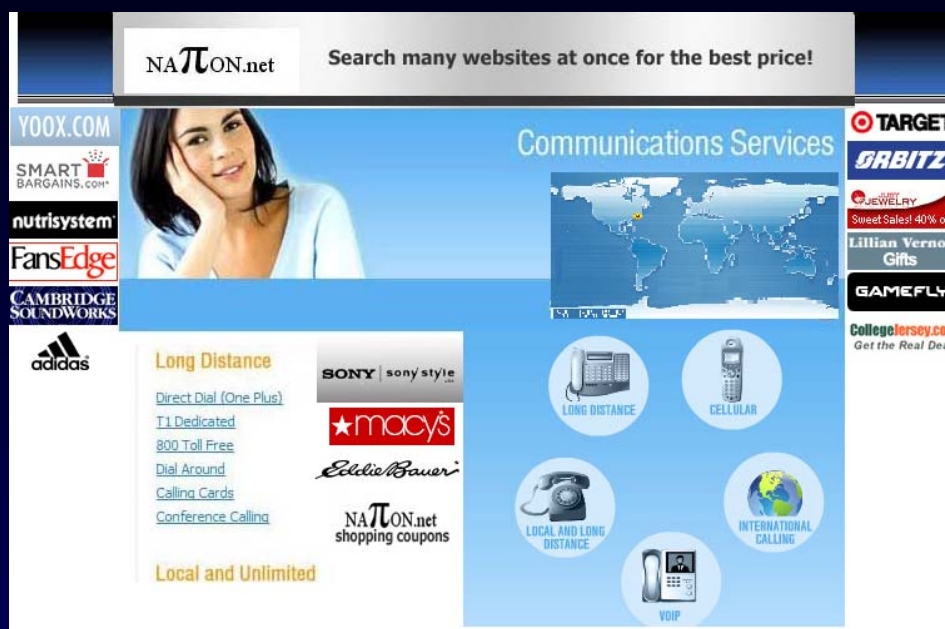 NAπON.net
Search many websites at once for the best price!
YOOX.COM
SMART
BARGAINS.COM
nutrisystem
FansEdge
CAMBRIDGE
SOUNDWORKS
adidas
Communications Services
TARGET
ORBITZ
JEWELRY
Sweet Sales! 40% o
Lillian Verno
Gifts
GAMEFLY
CollegeJersey.co
Get the Real Dea
Long Distance
Direct Dial (One Plus)
T1 Dedicated
800 Toll Free
Dial Around
Calling Cards
Conference Calling
Local and Unlimited
SONY | sony style
★macy's
Eddie Bauer
NAπON.net
shopping coupons
LONG DISTANCE
CELLULAR
LOCAL AND LONG
DISTANCE
INTERNATIONAL
CALLING
VOIP